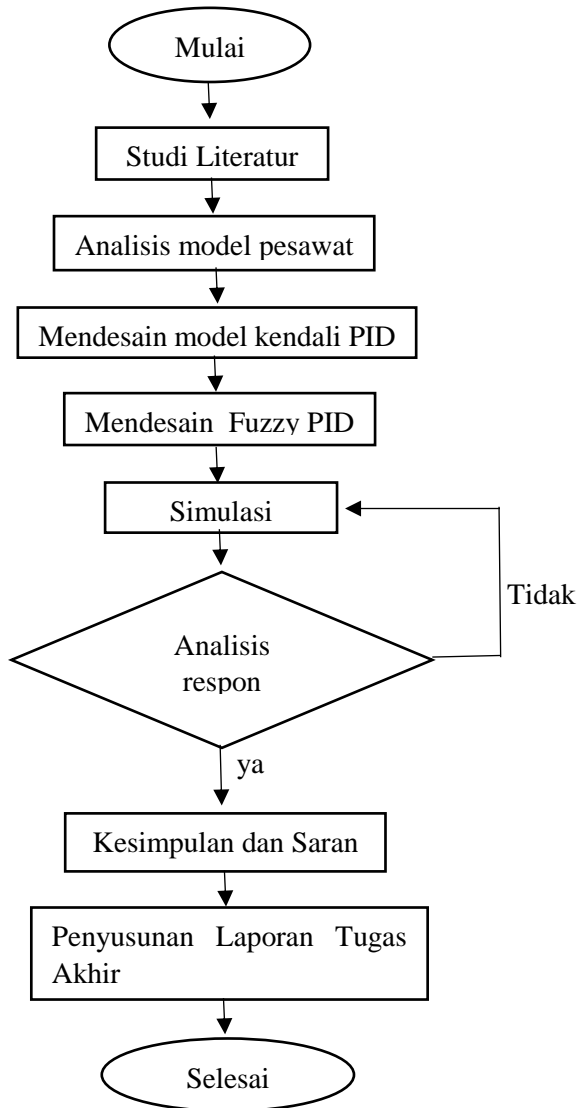 Mulai
Studi Literatur
Analisis model pesawat
Mendesain model kendali PID
Mendesain Fuzzy PID
Simulasi
Tidak
Analisis
respon
ya
Kesimpulan dan Saran
Penyusunan Laporan Tugas
Akhir
Selesai